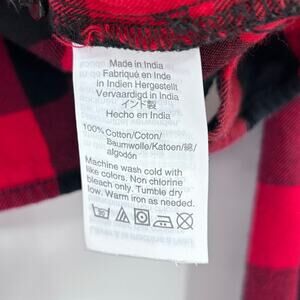 Made in India
Fabriqué en Inde
in Indien Hergestellt
Vervaardigd in India
インド製
Hecho en India
100% Cotton/Coton/
Baumwolle/Katoen/綿/
algodón
Machine wash cold with
like colors. Non chlorine
bleach only. Tumble dry
low. Warm iron as needed.